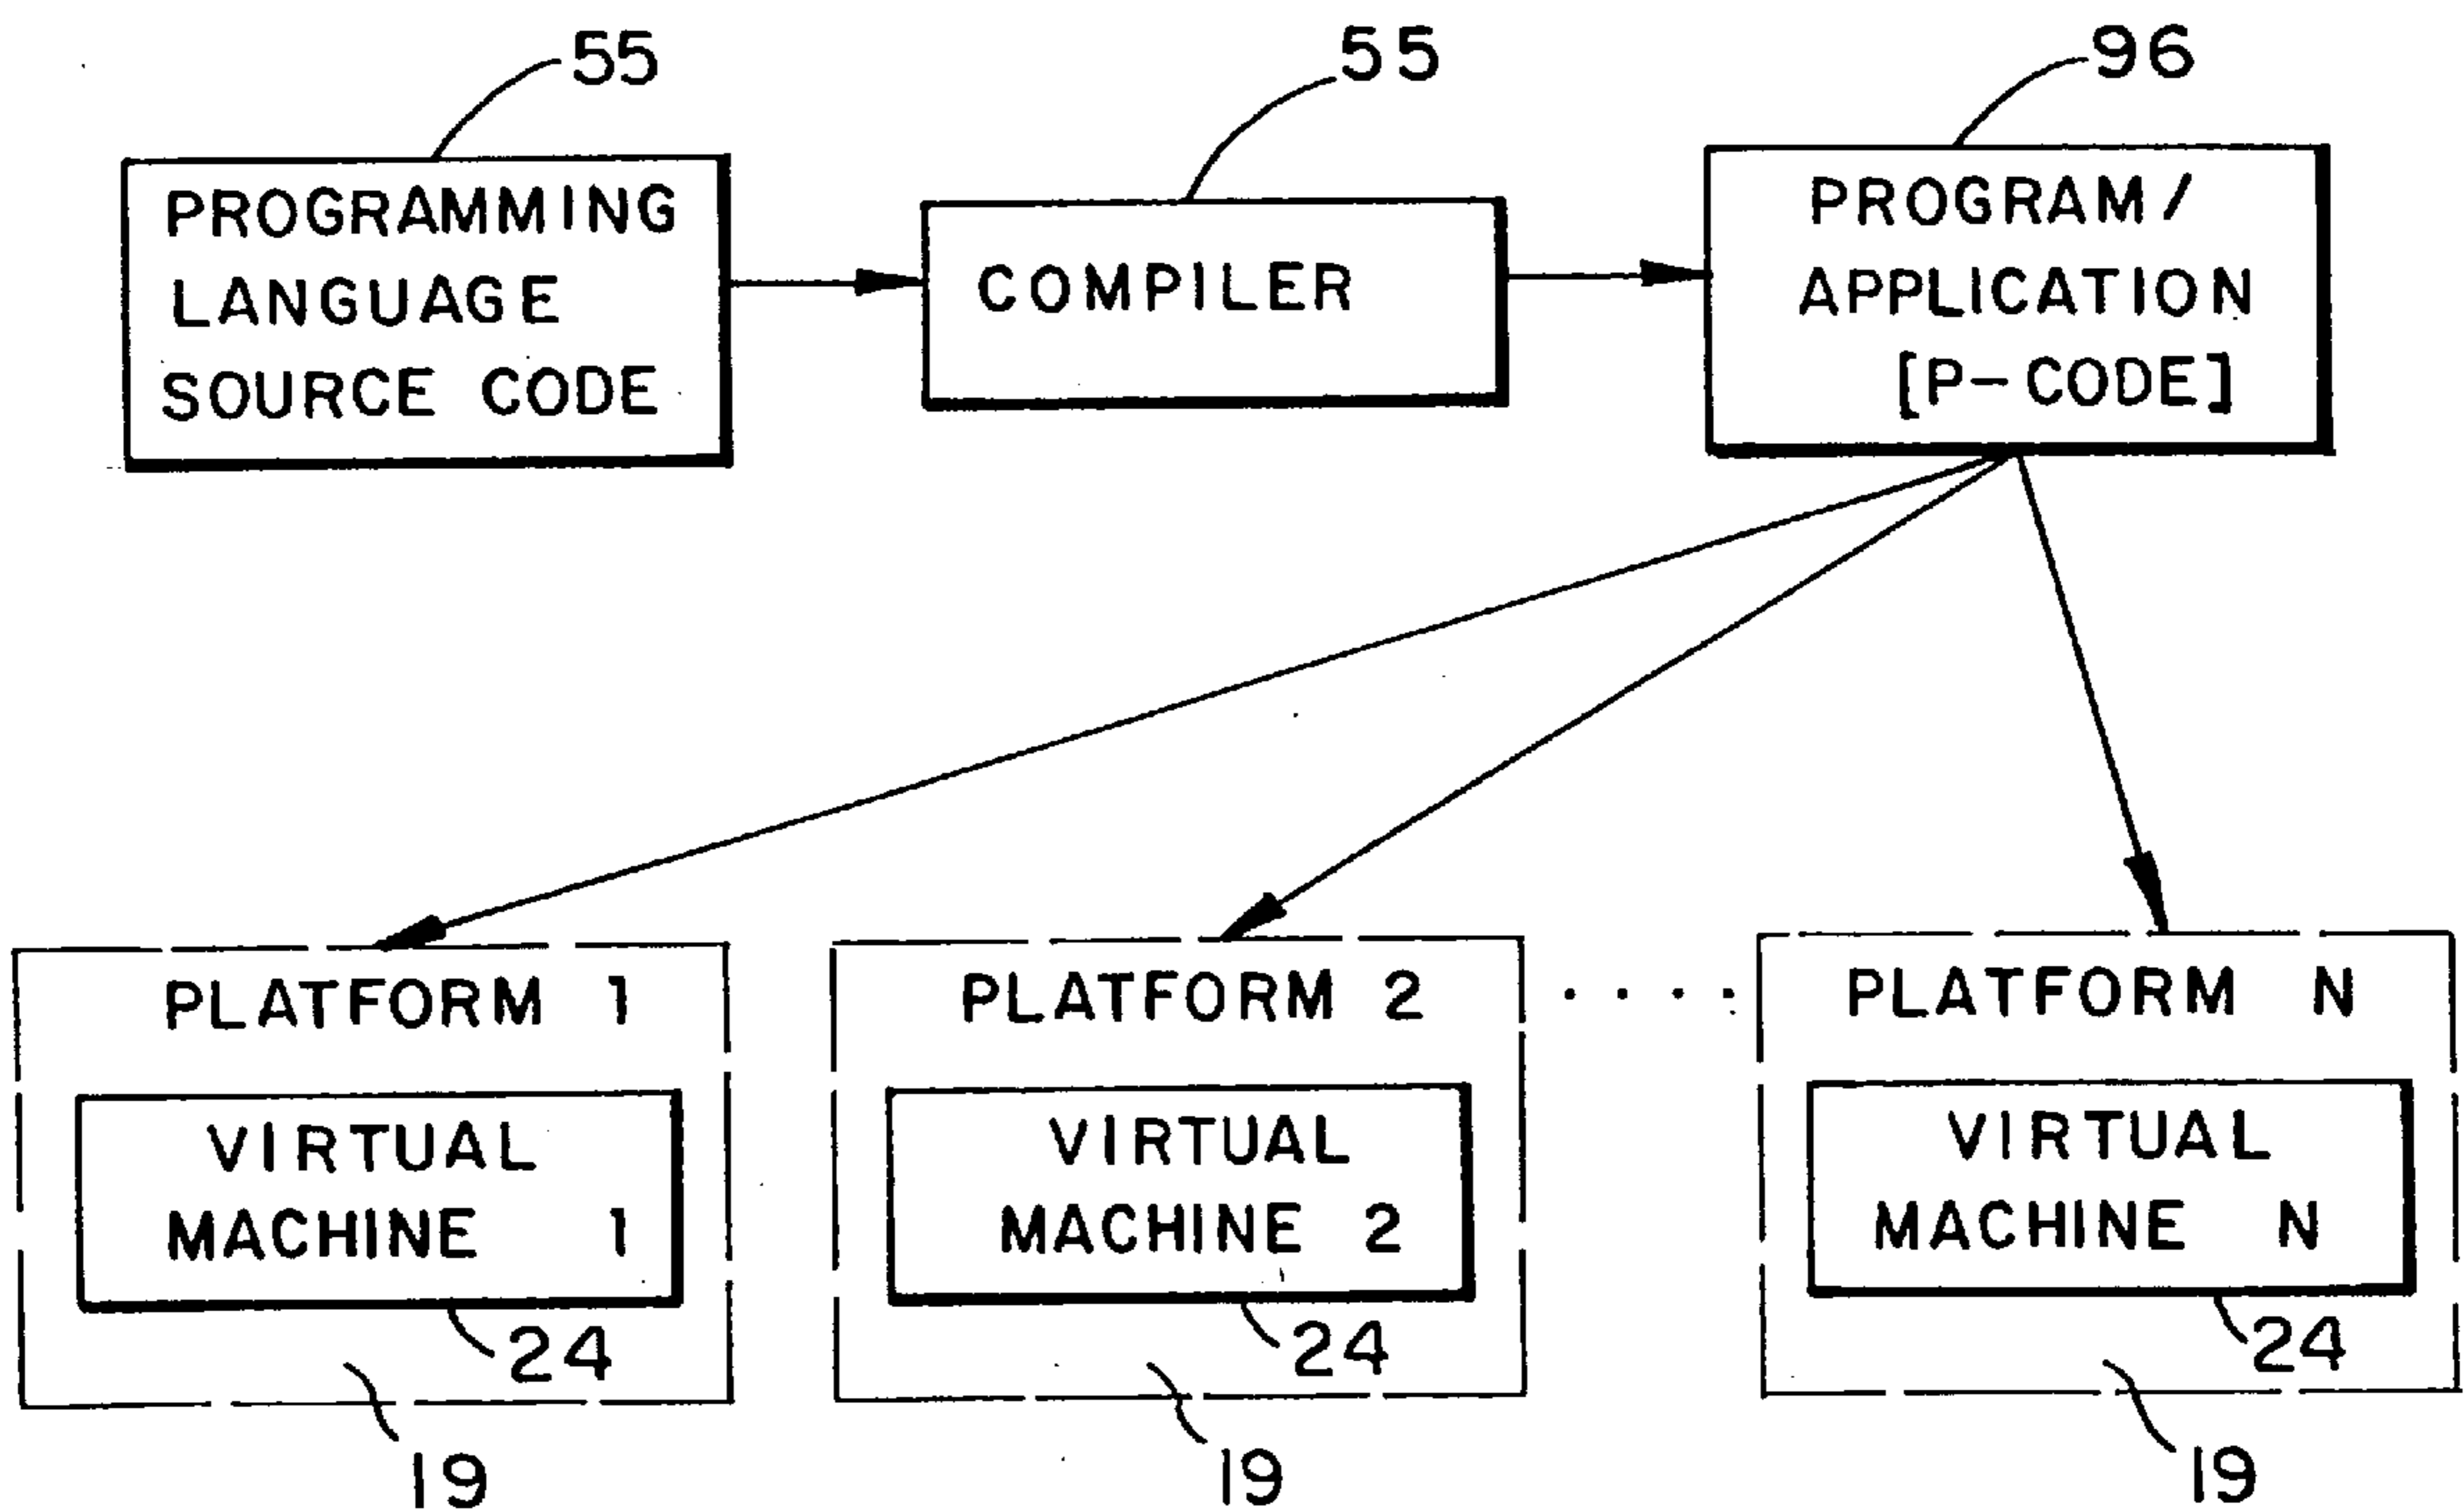 55
55
96
PROGRAMMING
LANGUAGE
SOURCE CODE
COMPILER
PROGRAM/
APPLICATION
[P-CODE]
PLATFORM 1
VIRTUAL
MACHINE 1
24
19
PLATFORM 2
VIRTUAL
MACHINE 2
24
19
....
PLATFORM N
VIRTUAL
MACHINE N
24
19